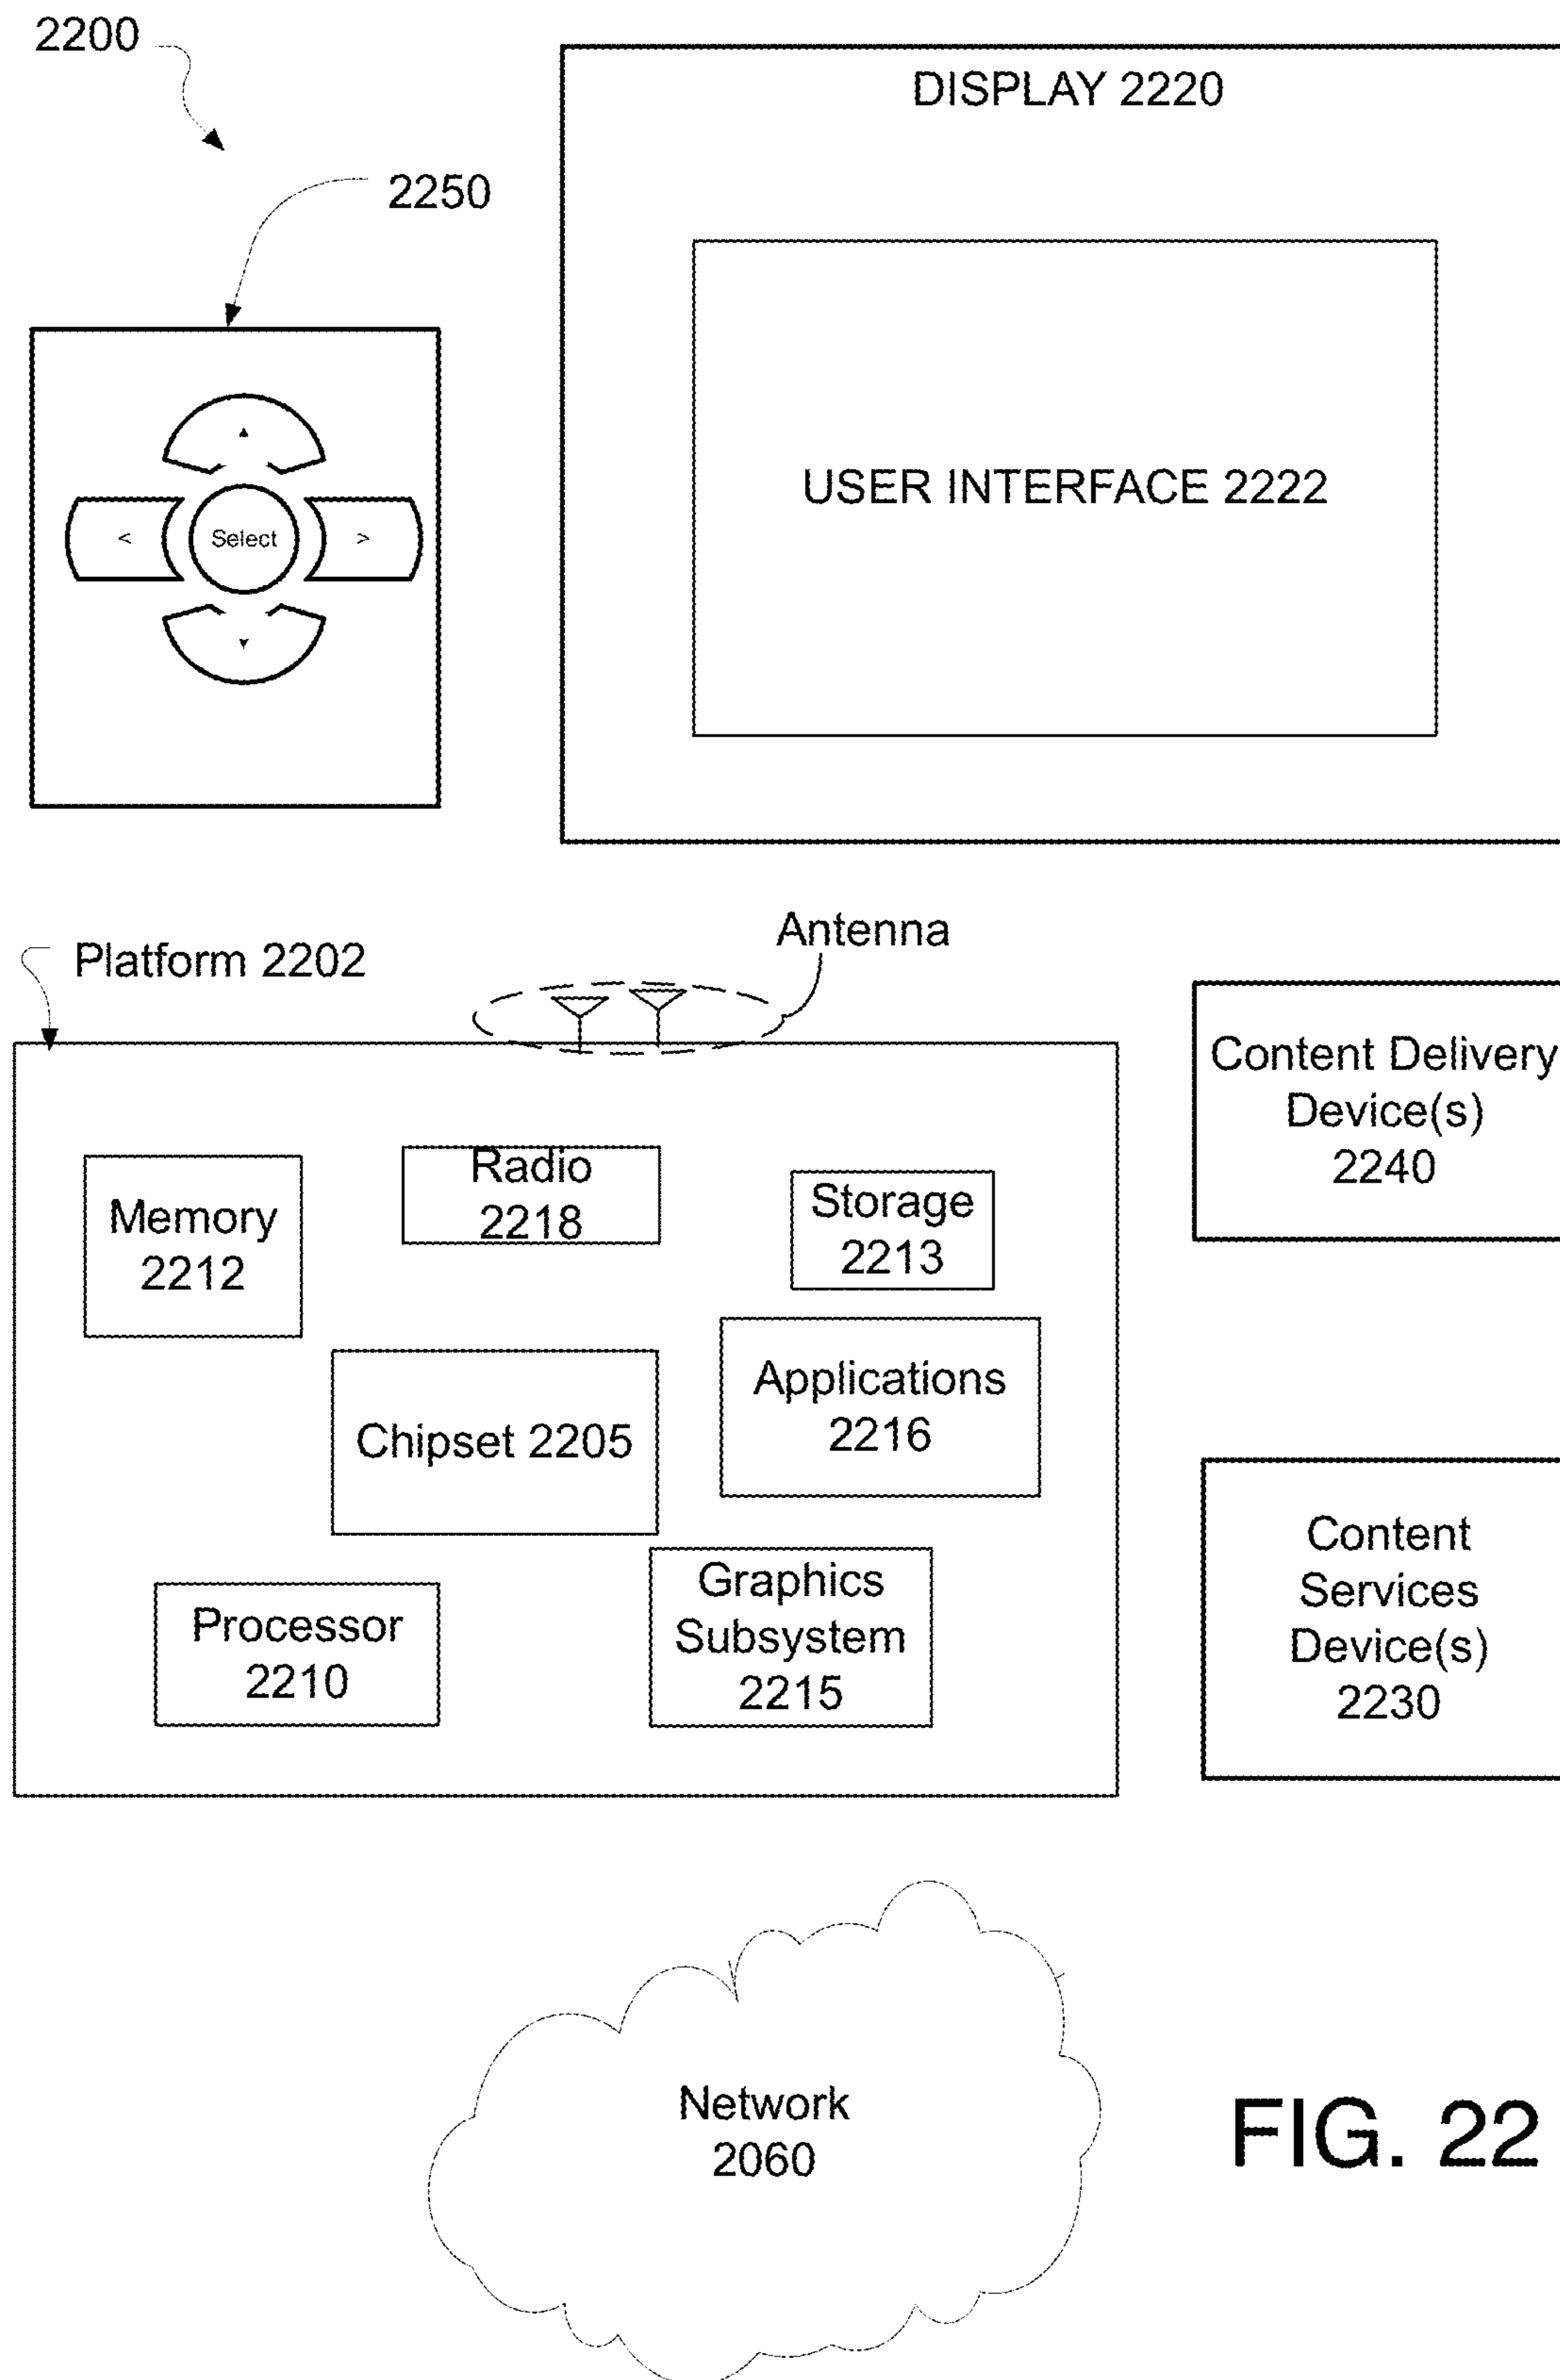 2200
DISPLAY 2220
2250
USER INTERFACE 2222
<
Select
>
Antenna
Platform 2202
Content Delivery
Device(s)
2240
Radio
2218
Memory
2212
Storage
2213
Applications
2216
Chipset 2205
Content
Services
Device(s)
2230
Graphics
Subsystem
2215
Processor
2210
Network
2060
FIG. 22